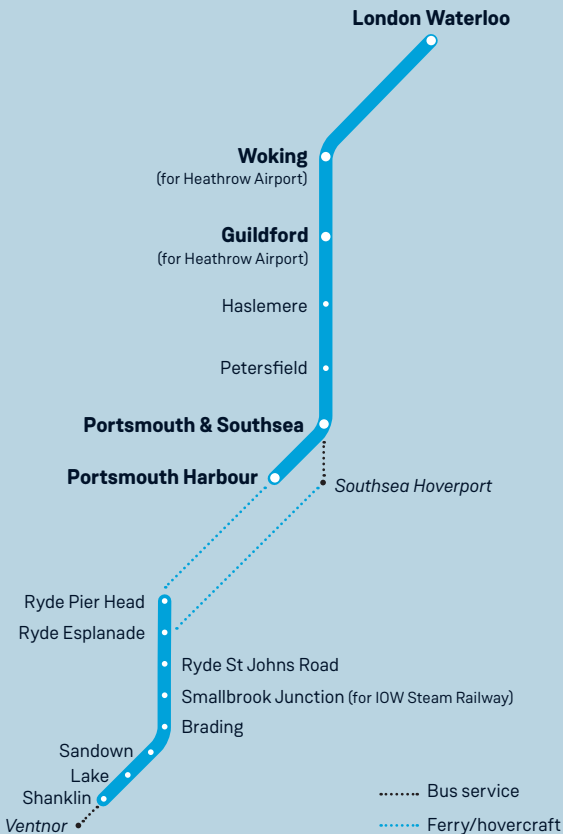 London Waterloo
Woking
(for Heathrow Airport)
Guildford
(for Heathrow Airport)
Haslemere
Petersfield
Portsmouth & Southsea
Portsmouth Harbour
Southsea Hoverport
Ryde Pier Head
Ryde Esplanade
Ryde St Johns Road
Smallbrook Junction (for IOW Steam Railway)
Brading
Sandown
Lake
Shanklin
Ventnor
Bus service
Ferry/hovercraft